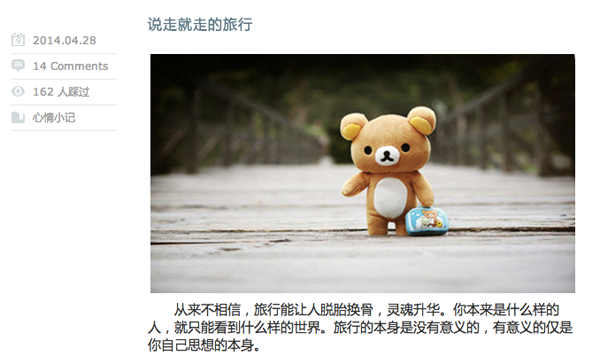 说走就走的旅行
2014.04.28
14 Comments
162 人踩过
心情小记
从来不相信，旅行能让人脱胎换骨，灵魂升华。你本来是什么样的
人，就只能看到什么样的世界。旅行的本身是没有意义的，有意义的仅是
你自己思想的本身。